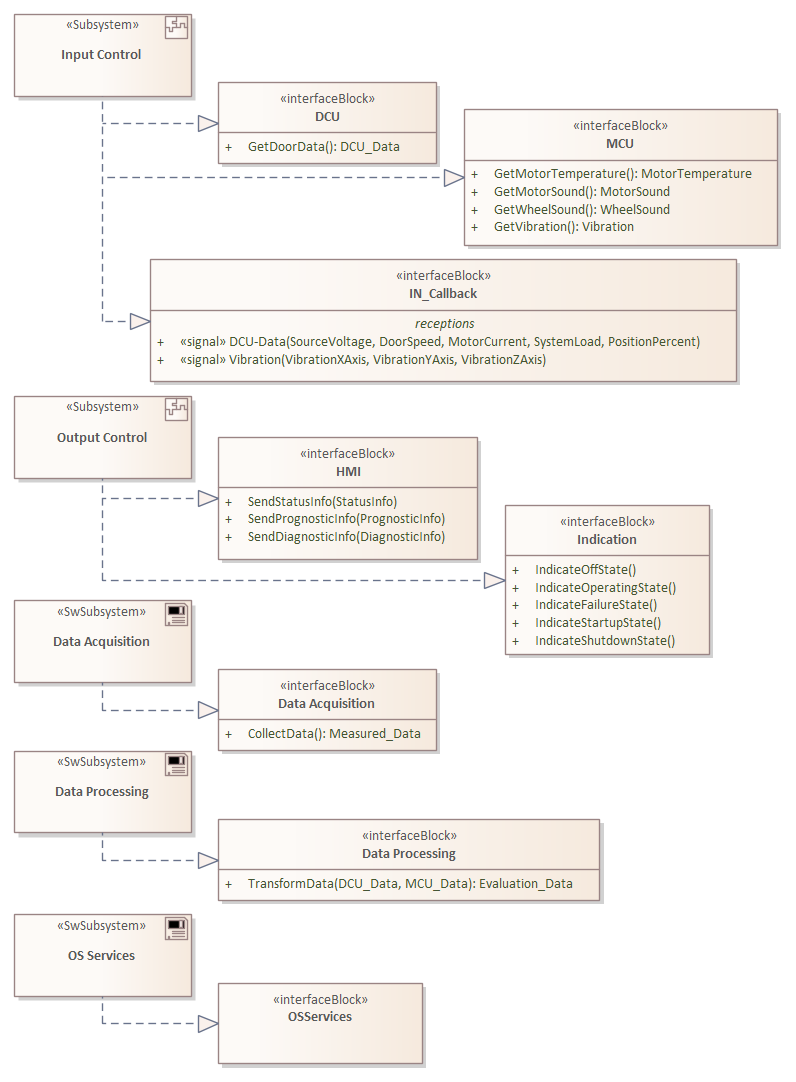 «Subsystem»
Input Control
«interfaceBlock»
DCU
+ GetDoorData(): DCU_Data
«interfaceBlock»
MCU
+ GetMotorTemperature(): MotorTemperature
+ GetMotorSound(): MotorSound
+ GetWheelSound(): WheelSound
+ GetVibration(): Vibration
«interfaceBlock»
IN_Callback
receptions
+ «signal» DCU-Data(SourceVoltage, DoorSpeed, MotorCurrent, SystemLoad, PositionPercent)
+ «signal» Vibration(VibrationXAxis, VibrationYAxis, VibrationZAxis)
«Subsystem»
Output Control
«interfaceBlock»
HMI
+ SendStatusInfo(StatusInfo)
+ SendPrognosticInfo(PrognosticInfo)
+ SendDiagnosticInfo(DiagnosticInfo)
«interfaceBlock»
Indication
+ IndicateOffState()
+ IndicateOperatingState()
+ IndicateFailureState()
+ IndicateStartupState()
+ IndicateShutdownState()
«SwSubsystem»
Data Acquisition
«interfaceBlock»
Data Acquisition
+ CollectData(): Measured_Data
«SwSubsystem»
Data Processing
«interfaceBlock»
Data Processing
+ TransformData(DCU_Data, MCU_Data): Evaluation_Data
«SwSubsystem»
OS Services
«interfaceBlock»
OSServices